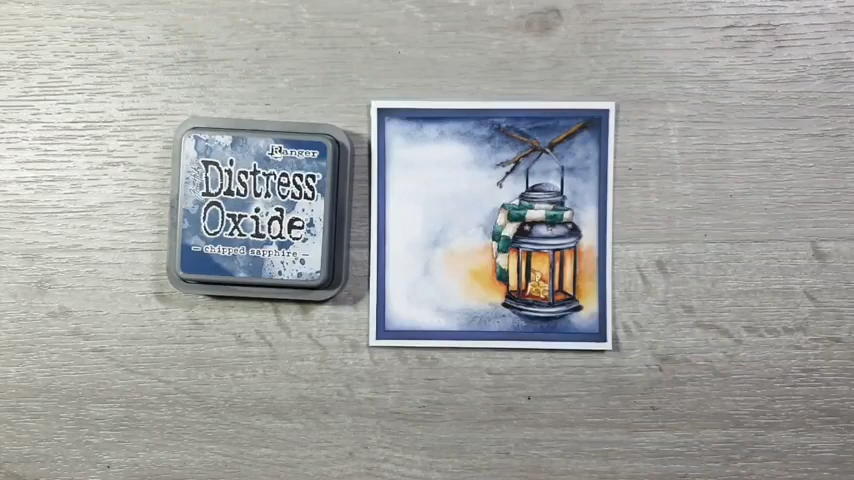 Ranger
Distress
Oxide
— chipped sapphire —